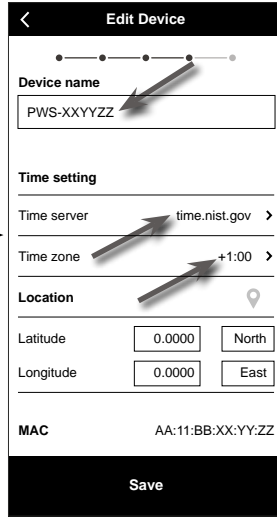 Edit Device
Device name
PWS-XXYYZZ
Time setting
Time server time.nist.gov >
Time zone +1:00 >
Location
Latitude 0.0000 North
Longitude 0.0000 East
MAC AA:11:BB:XX:YY:ZZ
Save